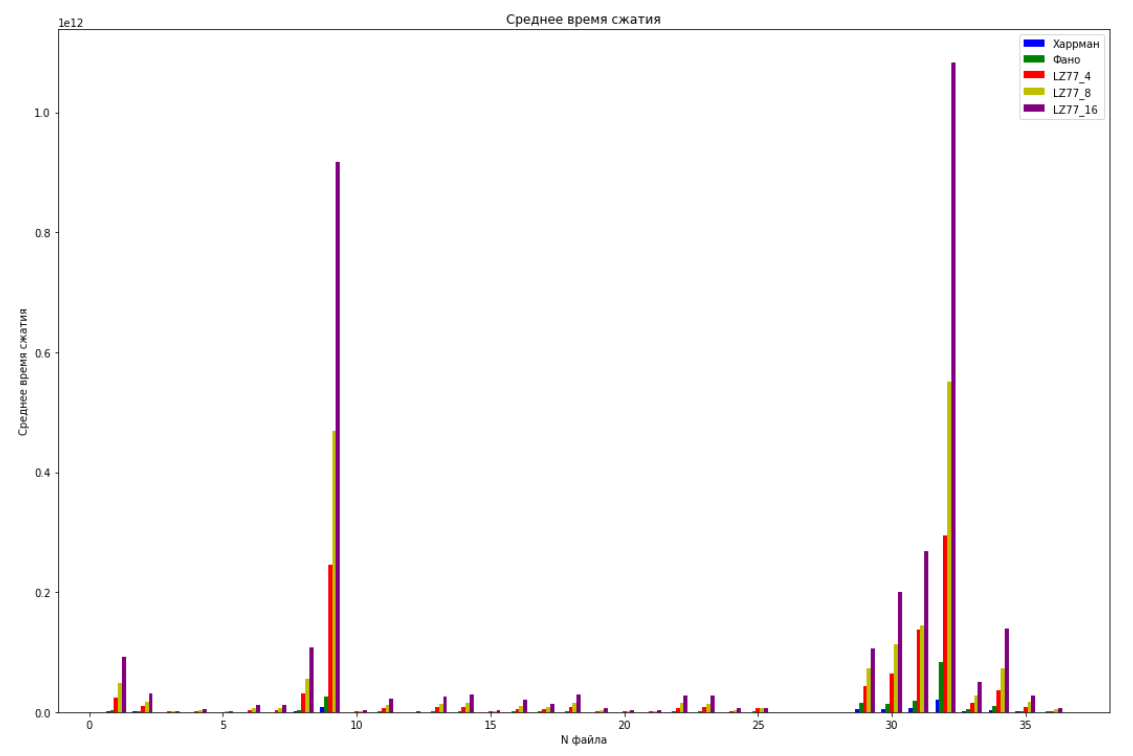 Среднее время сжатия
1e12
Харрман
Фано
LZ77_4
LZ77_8
LZ77_16
1.0
0.8
0.6
0.4
0.2
0.0
Среднее время сжатия
0 5 10 15 20 25 30 35
N файла